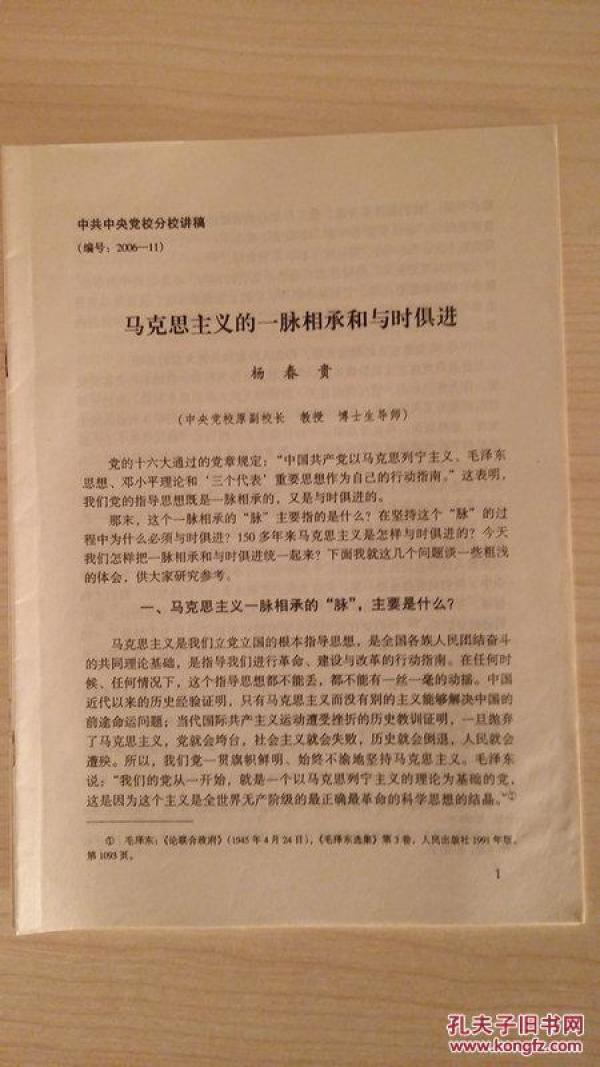 中共中央党校分校讲稿
(编号：2006—11)
马克思主义的一脉相承和与时俱进
杨春贵
(中央党校原副校长 教授 博士生导师)
党的十六大通过的党章规定：“中国共产党以马克思列宁主义、毛泽东
思想、邓小平理论和‘三个代表’重要思想作为自己的行动指南。”这表明，
我们党的指导思想既是一脉相承的，又是与时俱进的。
那末，这个一脉相承的“脉”主要指的是什么？在坚持这个“脉”的过
程中为什么必须与时俱进？150多年来马克思主义是怎样与时俱进的？今天
我们怎样把一脉相承和与时俱进统一起来？下面我就这几个问题谈一些粗浅
的体会，供大家研究参考。
一、马克思主义一脉相承的“脉”，主要是什么？
马克思主义是我们立党立国的根本指导思想，是全国各族人民团结奋斗
的共同理论基础，是指导我们进行革命、建设与改革的行动指南。在任何时
候、任何情况下，这个指导思想都不能丢，都不能有一丝一毫的动摇。中国
近代以来的历史经验证明，只有马克思主义而没有别的主义能够解决中国的
前途命运问题；当代国际共产主义运动遭受挫折的历史教训证明，一旦抛弃
了马克思主义，党就会垮台，社会主义就会失败，历史就会倒退，人民就会
遭殃。所以，我们党一贯旗帜鲜明、始终不渝地坚持马克思主义。毛泽东
说：“我们的党从一开始，就是一个以马克思列宁主义的理论为基础的党，
这是因为这个主义是全世界无产阶级的最正确最革命的科学思想的结晶。”①
① 毛泽东：《论联合政府》（1945年4月24日），《毛泽东选集》第3卷，人民出版社1991年版，
第1093页。
1
孔夫子旧书网
www.kongfz.com